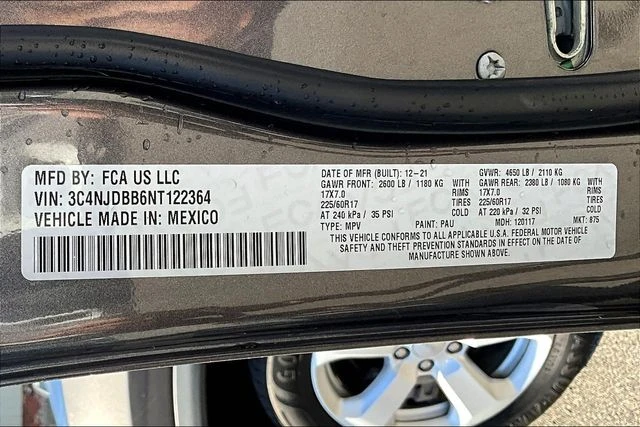 MFD BY: FCA US LLC
VIN: 3C4NJDBB6NT122364
VEHICLE MADE IN: MEXICO
DATE OF MFR (BUILT): 12-21 GVWR: 4650 LB / 2110 KG
GAWR FRONT: 2600 LB / 1180 KG WITH GAWR REAR: 2380 LB / 1080 KG WITH
17X7.0 RIMS 17X7.0 RIMS
225/60R17 TIRES 225/60R17 TIRES
AT 240 kPa / 35 PSI COLD AT 220 kPa / 32 PSI COLD
TYPE: MPV PAINT: PAU MDH: 120117 MKT: 875
THIS VEHICLE CONFORMS TO ALL APPLICABLE U.S.A. FEDERAL MOTOR VEHICLE
SAFETY AND THEFT PREVENTION STANDARDS IN EFFECT ON THE DATE OF MANUFACTURE
SHOWN ABOVE.